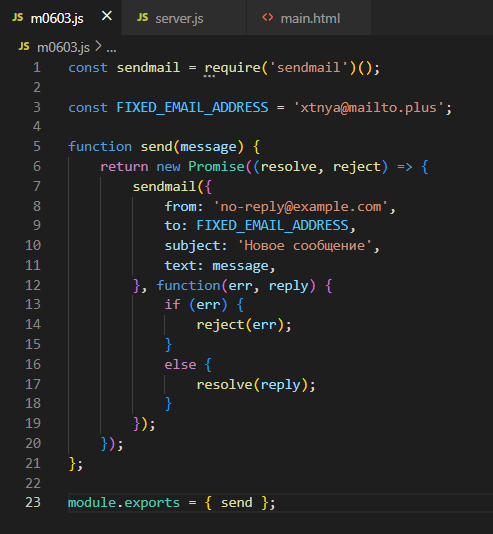 JS m0603.js × JS server.js <> main.html
JS m0603.js > ...
1 const sendmail = require('sendmail')();
2
3 const FIXED_EMAIL_ADDRESS = 'xtnya@mailto.plus';
4
5 function send(message) {
6     return new Promise((resolve, reject) => {
7         sendmail({
8             from: 'no-reply@example.com',
9             to: FIXED_EMAIL_ADDRESS,
10             subject: 'Новое сообщение',
11             text: message,
12         }, function(err, reply) {
13             if (err) {
14                 reject(err);
15             }
16             else {
17                 resolve(reply);
18             }
19         });
20     });
21 };
22
23 module.exports = { send };